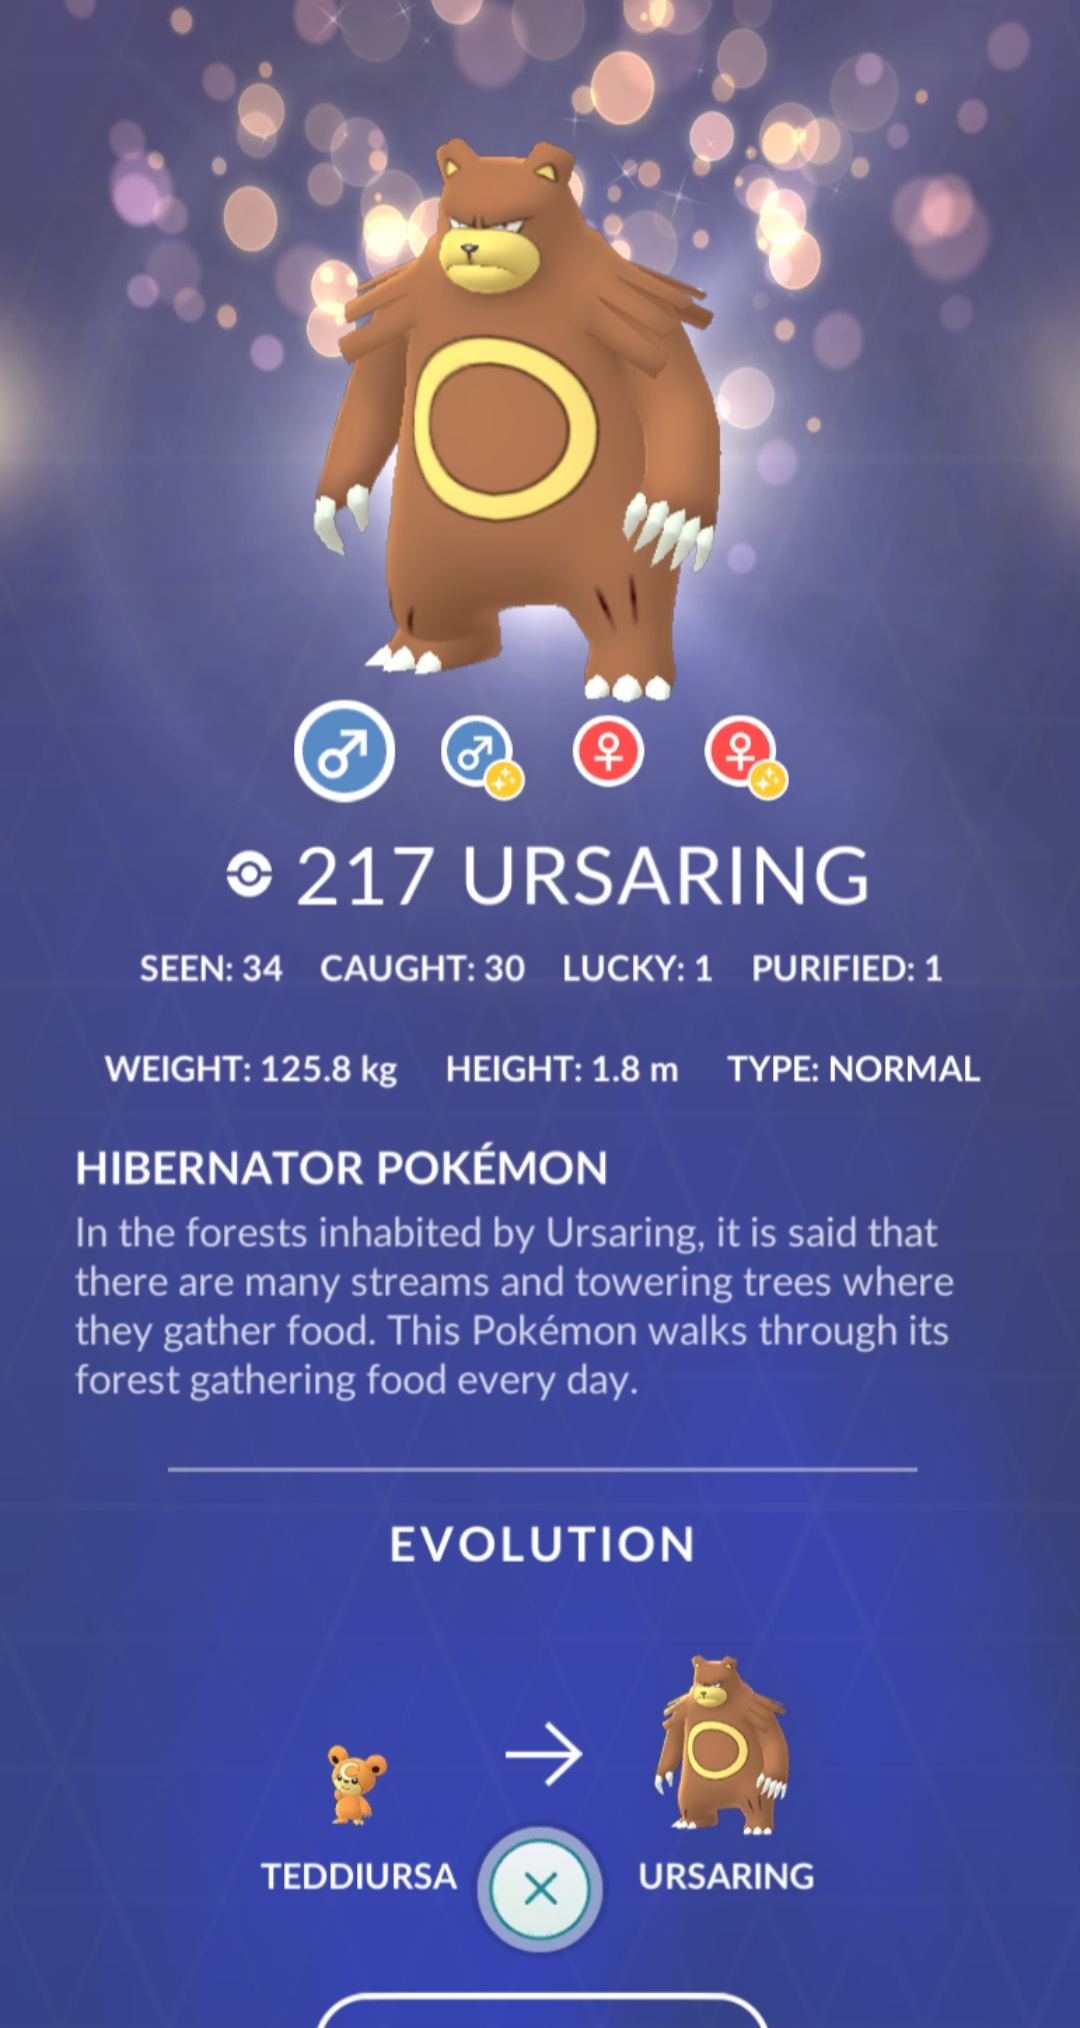 217 URSARING
SEEN: 34 CAUGHT: 30 LUCKY: 1 PURIFIED: 1
WEIGHT: 125.8 kg HEIGHT: 1.8 m TYPE: NORMAL
HIBERNATOR POKÉMON
In the forests inhabited by Ursaring, it is said that
there are many streams and towering trees where
they gather food. This Pokémon walks through its
forest gathering food every day.
EVOLUTION
TEDDIURSA URSARING